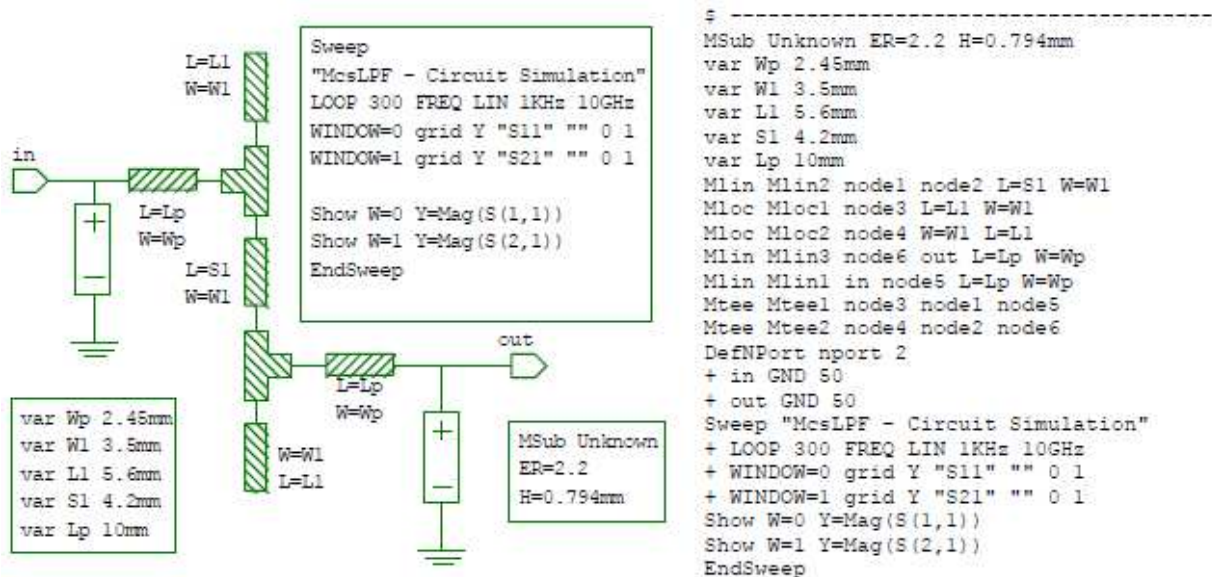 L=L1
W=W1
in
L=Lp
W=Wp
L=S1
W=W1
out
L=Lp
W=Wp
W=W1
L=L1
Sweep
"McsLPF - Circuit Simulation"
LOOP 300 FREQ LIN 1KHz 10GHz
WINDOW=0 grid Y "S11" "" 0 1
WINDOW=1 grid Y "S21" "" 0 1
Show W=0 Y=Mag(S(1,1))
Show W=1 Y=Mag(S(2,1))
EndSweep
var Wp 2.45mm
var W1 3.5mm
var L1 5.6mm
var S1 4.2mm
var Lp 10mm
MSub Unknown
ER=2.2
H=0.794mm
$ -------------------------------------
MSub Unknown ER=2.2 H=0.794mm
var Wp 2.45mm
var W1 3.5mm
var L1 5.6mm
var S1 4.2mm
var Lp 10mm
Mlin Mlin2 node1 node2 L=S1 W=W1
Mloc Mloc1 node3 L=L1 W=W1
Mloc Mloc2 node4 W=W1 L=L1
Mlin Mlin3 node6 out L=Lp W=Wp
Mlin Mlin1 in node5 L=Lp W=Wp
Mtee Mtee1 node3 node1 node5
Mtee Mtee2 node4 node2 node6
DefNPort nport 2
+ in GND 50
+ out GND 50
Sweep "McsLPF - Circuit Simulation"
+ LOOP 300 FREQ LIN 1KHz 10GHz
+ WINDOW=0 grid Y "S11" "" 0 1
+ WINDOW=1 grid Y "S21" "" 0 1
Show W=0 Y=Mag(S(1,1))
Show W=1 Y=Mag(S(2,1))
EndSweep